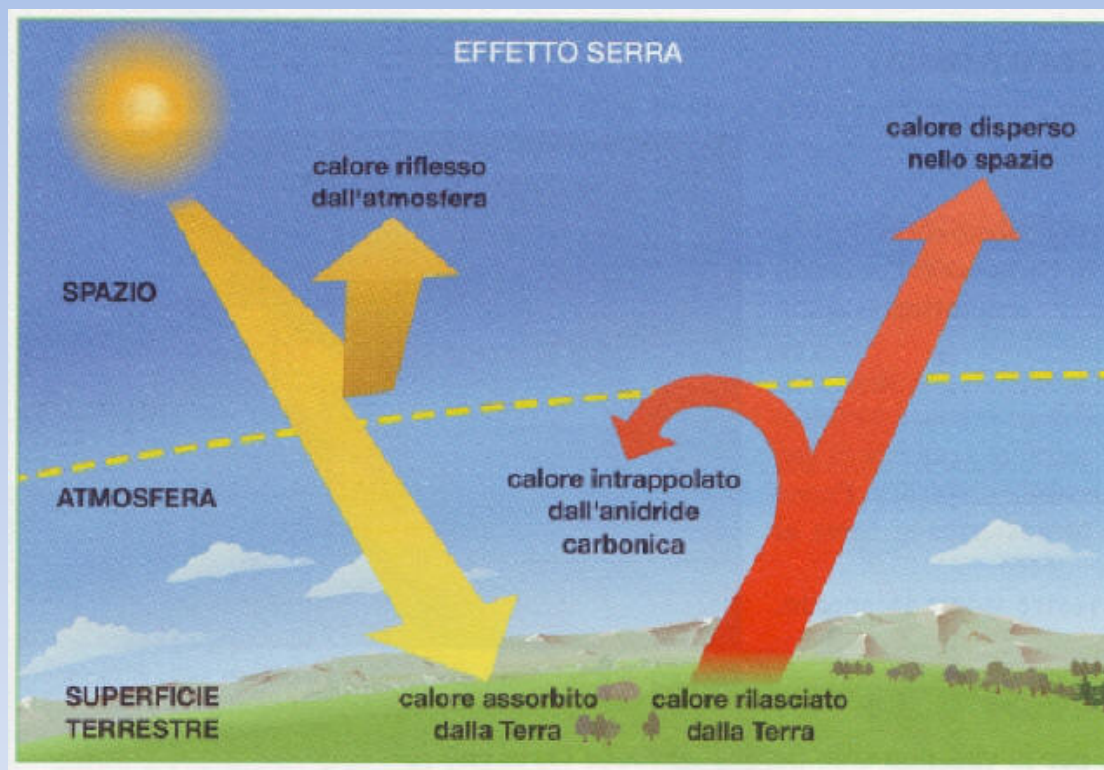 EFFETTO SERRA
calore disperso
nello spazio
calore riflesso
dall'atmosfera
SPAZIO
calore intrappolato
dall'anidride
carbonica
ATMOSFERA
SUPERFICIE
TERRESTRE
calore assorbito
dalla Terra
calore rilasciato
dalla Terra